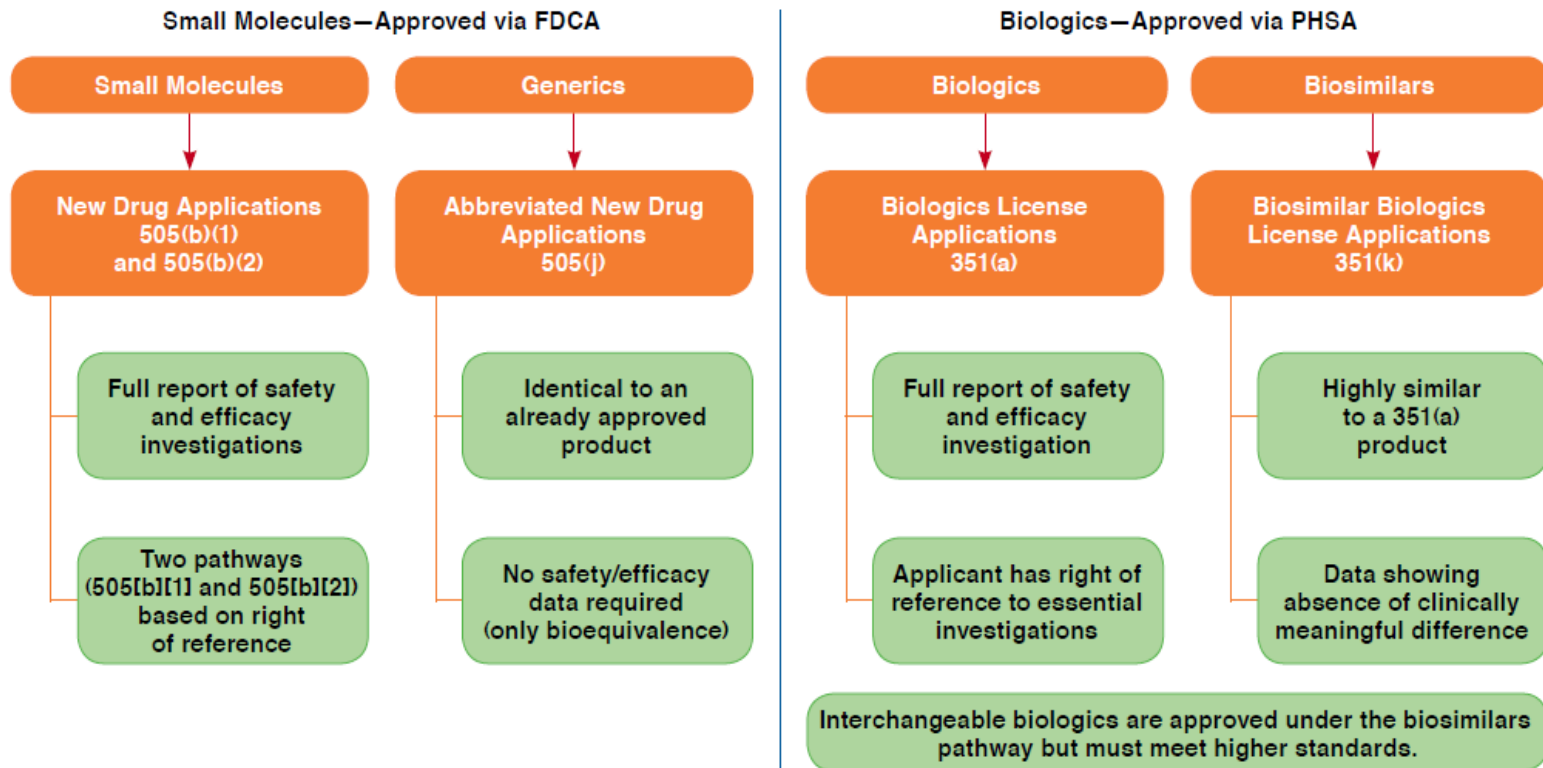 Small Molecules—Approved via FDCA
Small Molecules
Generics
New Drug Applications
505(b)(1)
and 505(b)(2)
Abbreviated New Drug
Applications
505(j)
Full report of safety
and efficacy
investigations
Identical to an
already approved
product
Two pathways
(505[b][1] and 505[b][2])
based on right
of reference
No safety/efficacy
data required
(only bioequivalence)
Biologics—Approved via PHSA
Biologics
Biosimilars
Biologics License
Applications
351(a)
Biosimilar Biologics
License Applications
351(k)
Full report of safety
and efficacy
investigation
Highly similar
to a 351(a)
product
Applicant has right of
reference to essential
investigations
Data showing
absence of clinically
meaningful difference
Interchangeable biologics are approved under the biosimilars
pathway but must meet higher standards.